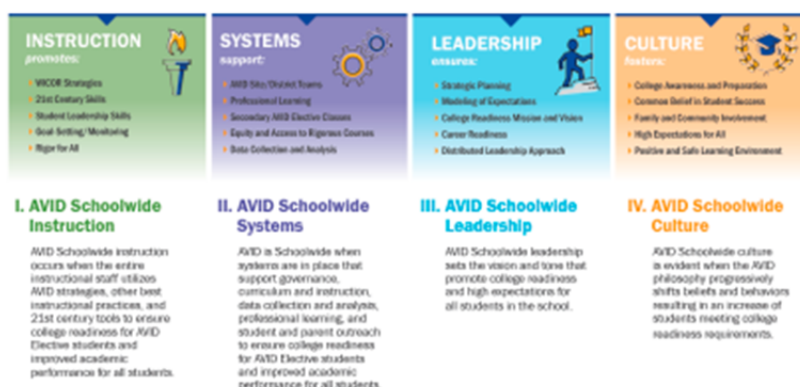 INSTRUCTION
promotes:
WICOR Strategies
21st Century Skills
Student Leadership Skills
Goal-Setting/Monitoring
Rigor for All
SYSTEMS
support:
AVID Site/District Teams
Professional Learning
Secondary AVID Elective Classes
Equity and Access to Rigorous Courses
Data Collection and Analysis
LEADERSHIP
ensures:
Strategic Planning
Modeling of Expectations
College Readiness Mission and Vision
Career Readiness
Distributed Leadership Approach
CULTURE
fosters:
College Awareness and Preparation
Common Belief in Student Success
Family and Community Involvement
High Expectations for All
Positive and Safe Learning Environment
I. AVID Schoolwide
Instruction
AVID Schoolwide instruction
occurs when the entire
instructional staff utilizes
AVID strategies, other best
instructional practices, and
21st century tools to ensure
college readiness for AVID
Elective students and
improved academic
performance for all students.
II. AVID Schoolwide
Systems
AVID is Schoolwide when
systems are in place that
support governance,
curriculum and instruction,
data collection and analysis,
professional learning, and
student and parent outreach
to ensure college readiness
for AVID Elective students
and improved academic
performance for all students.
III. AVID Schoolwide
Leadership
AVID Schoolwide leadership
sets the vision and tone that
promote college readiness
and high expectations for
all students in the school.
IV. AVID Schoolwide
Culture
AVID Schoolwide culture
is evident when the AVID
philosophy progressively
shifts beliefs and behaviors
resulting in an increase of
students meeting college
readiness requirements.